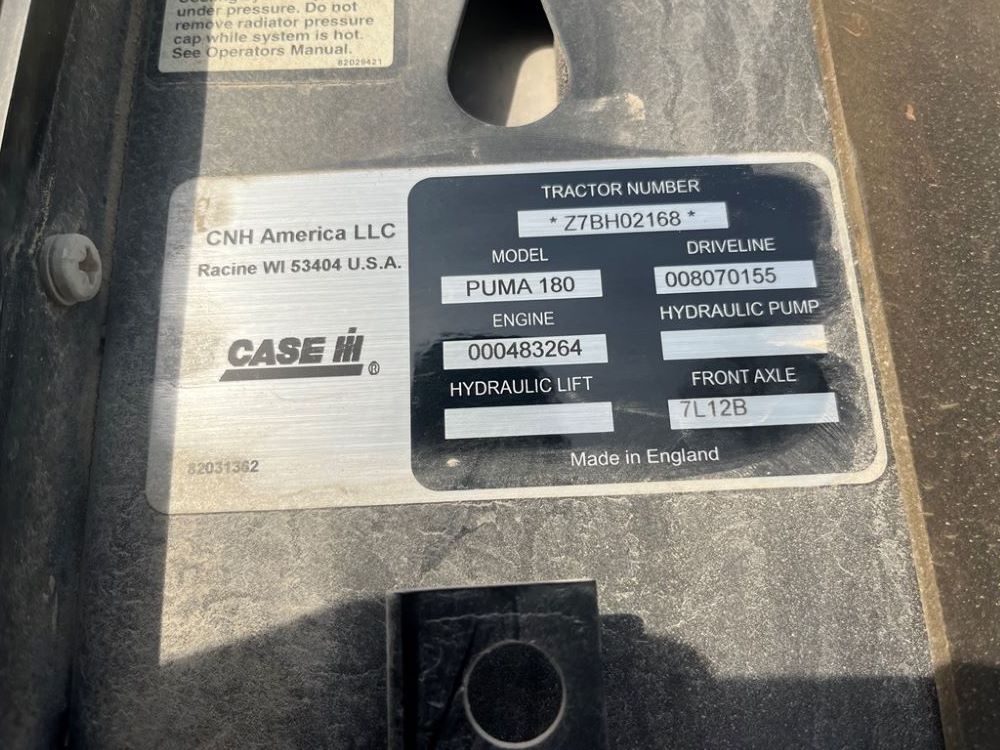 under pressure. Do not
remove radiator pressure
cap while system is hot.
See Operators Manual.
82029421
CNH America LLC
Racine WI 53404 U.S.A.
CASE IH ®
82031362
TRACTOR NUMBER
* Z7BH02168 *
MODEL
PUMA 180
DRIVELINE
008070155
ENGINE
000483264
HYDRAULIC PUMP
HYDRAULIC LIFT
FRONT AXLE
7L12B
Made in England